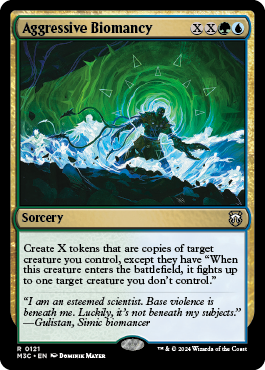 Aggressive Biomancy X X
Sorcery
Create X tokens that are copies of target
creature you control, except they have “When
this creature enters the battlefield, it fights up
to one target creature you don’t control.”
“I am an esteemed scientist. Base violence is
beneath me. Luckily, it’s not beneath my subjects.”
—Gulistan, Simic biomancer
R 0121
M3C • EN Dominik Mayer ™ & © 2024 Wizards of the Coast